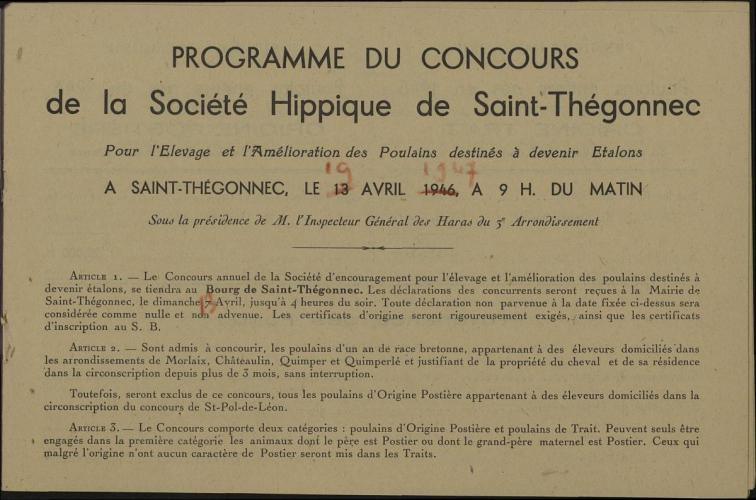 PROGRAMME DU CONCOURS
de la Société Hippique de Saint-Thégonnec
Pour l'Elevage et l'Amélioration des Poulains destinés à devenir Etalons
19 1947
A SAINT-THÉGONNEC, LE 13 AVRIL 1946, A 9 H. DU MATIN
Sous la présidence de M. l'Inspecteur Général des Haras du 3e Arrondissement
ARTICLE 1. — Le Concours annuel de la Société d'encouragement pour l'élevage et l'amélioration des poulains destinés à
devenir étalons, se tiendra au Bourg de Saint-Thégonnec. Les déclarations des concurrents seront reçues à la Mairie de
Saint-Thégonnec, le dimanche 7 Avril, jusqu'à 4 heures du soir. Toute déclaration non parvenue à la date fixée ci-dessus sera
13
considérée comme nulle et non advenue. Les certificats d'origine seront rigoureusement exigés, ainsi que les certificats
d'inscription au S. B.
ARTICLE 2. — Sont admis à concourir, les poulains d'un an de race bretonne, appartenant à des éleveurs domiciliés dans
les arrondissements de Morlaix, Châteaulin, Quimper et Quimperlé et justifiant de la propriété du cheval et de sa résidence
dans la circonscription depuis plus de 3 mois, sans interruption.
Toutefois, seront exclus de ce concours, tous les poulains d'Origine Postière appartenant à des éleveurs domiciliés dans la
circonscription du concours de St-Pol-de-Léon.
ARTICLE 3. — Le Concours comporte deux catégories : poulains d'Origine Postière et poulains de Trait. Peuvent seuls être
engagés dans la première catégorie les animaux dont le père est Postier ou dont le grand-père maternel est Postier. Ceux qui
malgré l'origine n'ont aucun caractère de Postier seront mis dans les Traits.